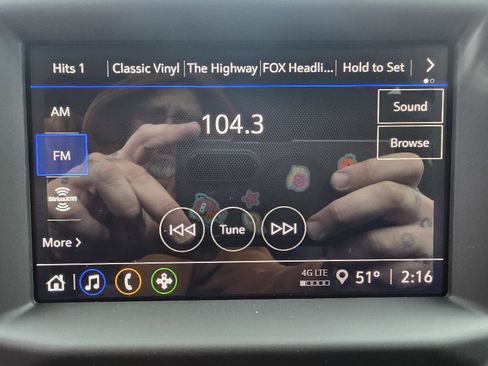 Hits 1 Classic Vinyl The Highway FOX Headli... Hold to Set
AM
104.3
Sound
FM
Browse
SiriusXM
Tune
More
4G LTE 51° 2:16